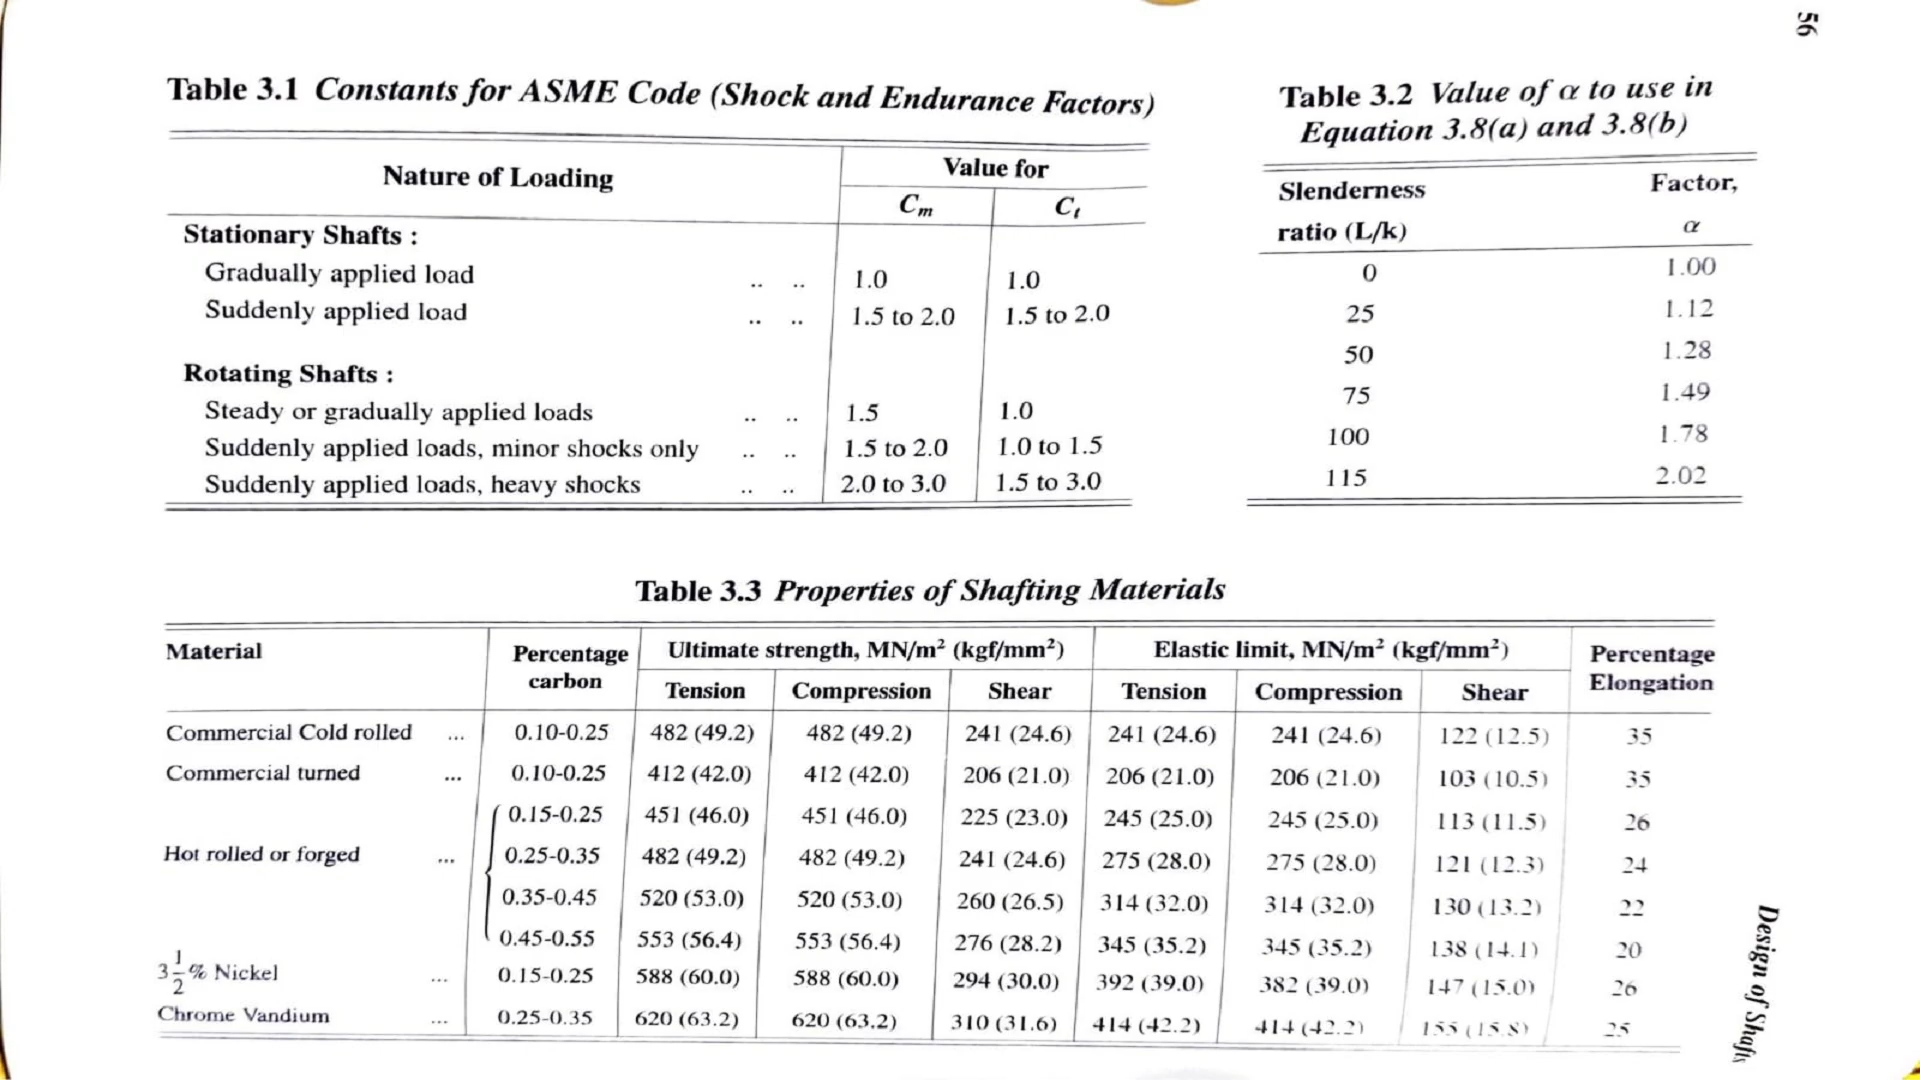 56
Table 3.1 Constants for ASME Code (Shock and Endurance Factors)
Nature of Loading Value for
Cm Ct
Stationary Shafts :
Gradually applied load .. .. 1.0 1.0
Suddenly applied load .. .. 1.5 to 2.0 1.5 to 2.0
Rotating Shafts :
Steady or gradually applied loads .. .. 1.5 1.0
Suddenly applied loads, minor shocks only .. .. 1.5 to 2.0 1.0 to 1.5
Suddenly applied loads, heavy shocks .. .. 2.0 to 3.0 1.5 to 3.0
Table 3.2 Value of α to use in
Equation 3.8(a) and 3.8(b)
Slenderness Factor,
ratio (L/k) α
0 1.00
25 1.12
50 1.28
75 1.49
100 1.78
115 2.02
Table 3.3 Properties of Shafting Materials
Material Percentage Ultimate strength, MN/m² (kgf/mm²) Elastic limit, MN/m² (kgf/mm²) Percentage
carbon Tension Compression Shear Tension Compression Shear Elongation
Commercial Cold rolled ... 0.10-0.25 482 (49.2) 482 (49.2) 241 (24.6) 241 (24.6) 241 (24.6) 122 (12.5) 35
Commercial turned ... 0.10-0.25 412 (42.0) 412 (42.0) 206 (21.0) 206 (21.0) 206 (21.0) 103 (10.5) 35
0.15-0.25 451 (46.0) 451 (46.0) 225 (23.0) 245 (25.0) 245 (25.0) 113 (11.5) 26
Hot rolled or forged ... 0.25-0.35 482 (49.2) 482 (49.2) 241 (24.6) 275 (28.0) 275 (28.0) 121 (12.3) 24
0.35-0.45 520 (53.0) 520 (53.0) 260 (26.5) 314 (32.0) 314 (32.0) 130 (13.2) 22
0.45-0.55 553 (56.4) 553 (56.4) 276 (28.2) 345 (35.2) 345 (35.2) 138 (14.1) 20
3 1/2 % Nickel ... 0.15-0.25 588 (60.0) 588 (60.0) 294 (30.0) 392 (39.0) 382 (39.0) 147 (15.0) 26
Chrome Vandium ... 0.25-0.35 620 (63.2) 620 (63.2) 310 (31.6) 414 (42.2) 414 (42.2) 155 (15.8) 25
Design of Shafts